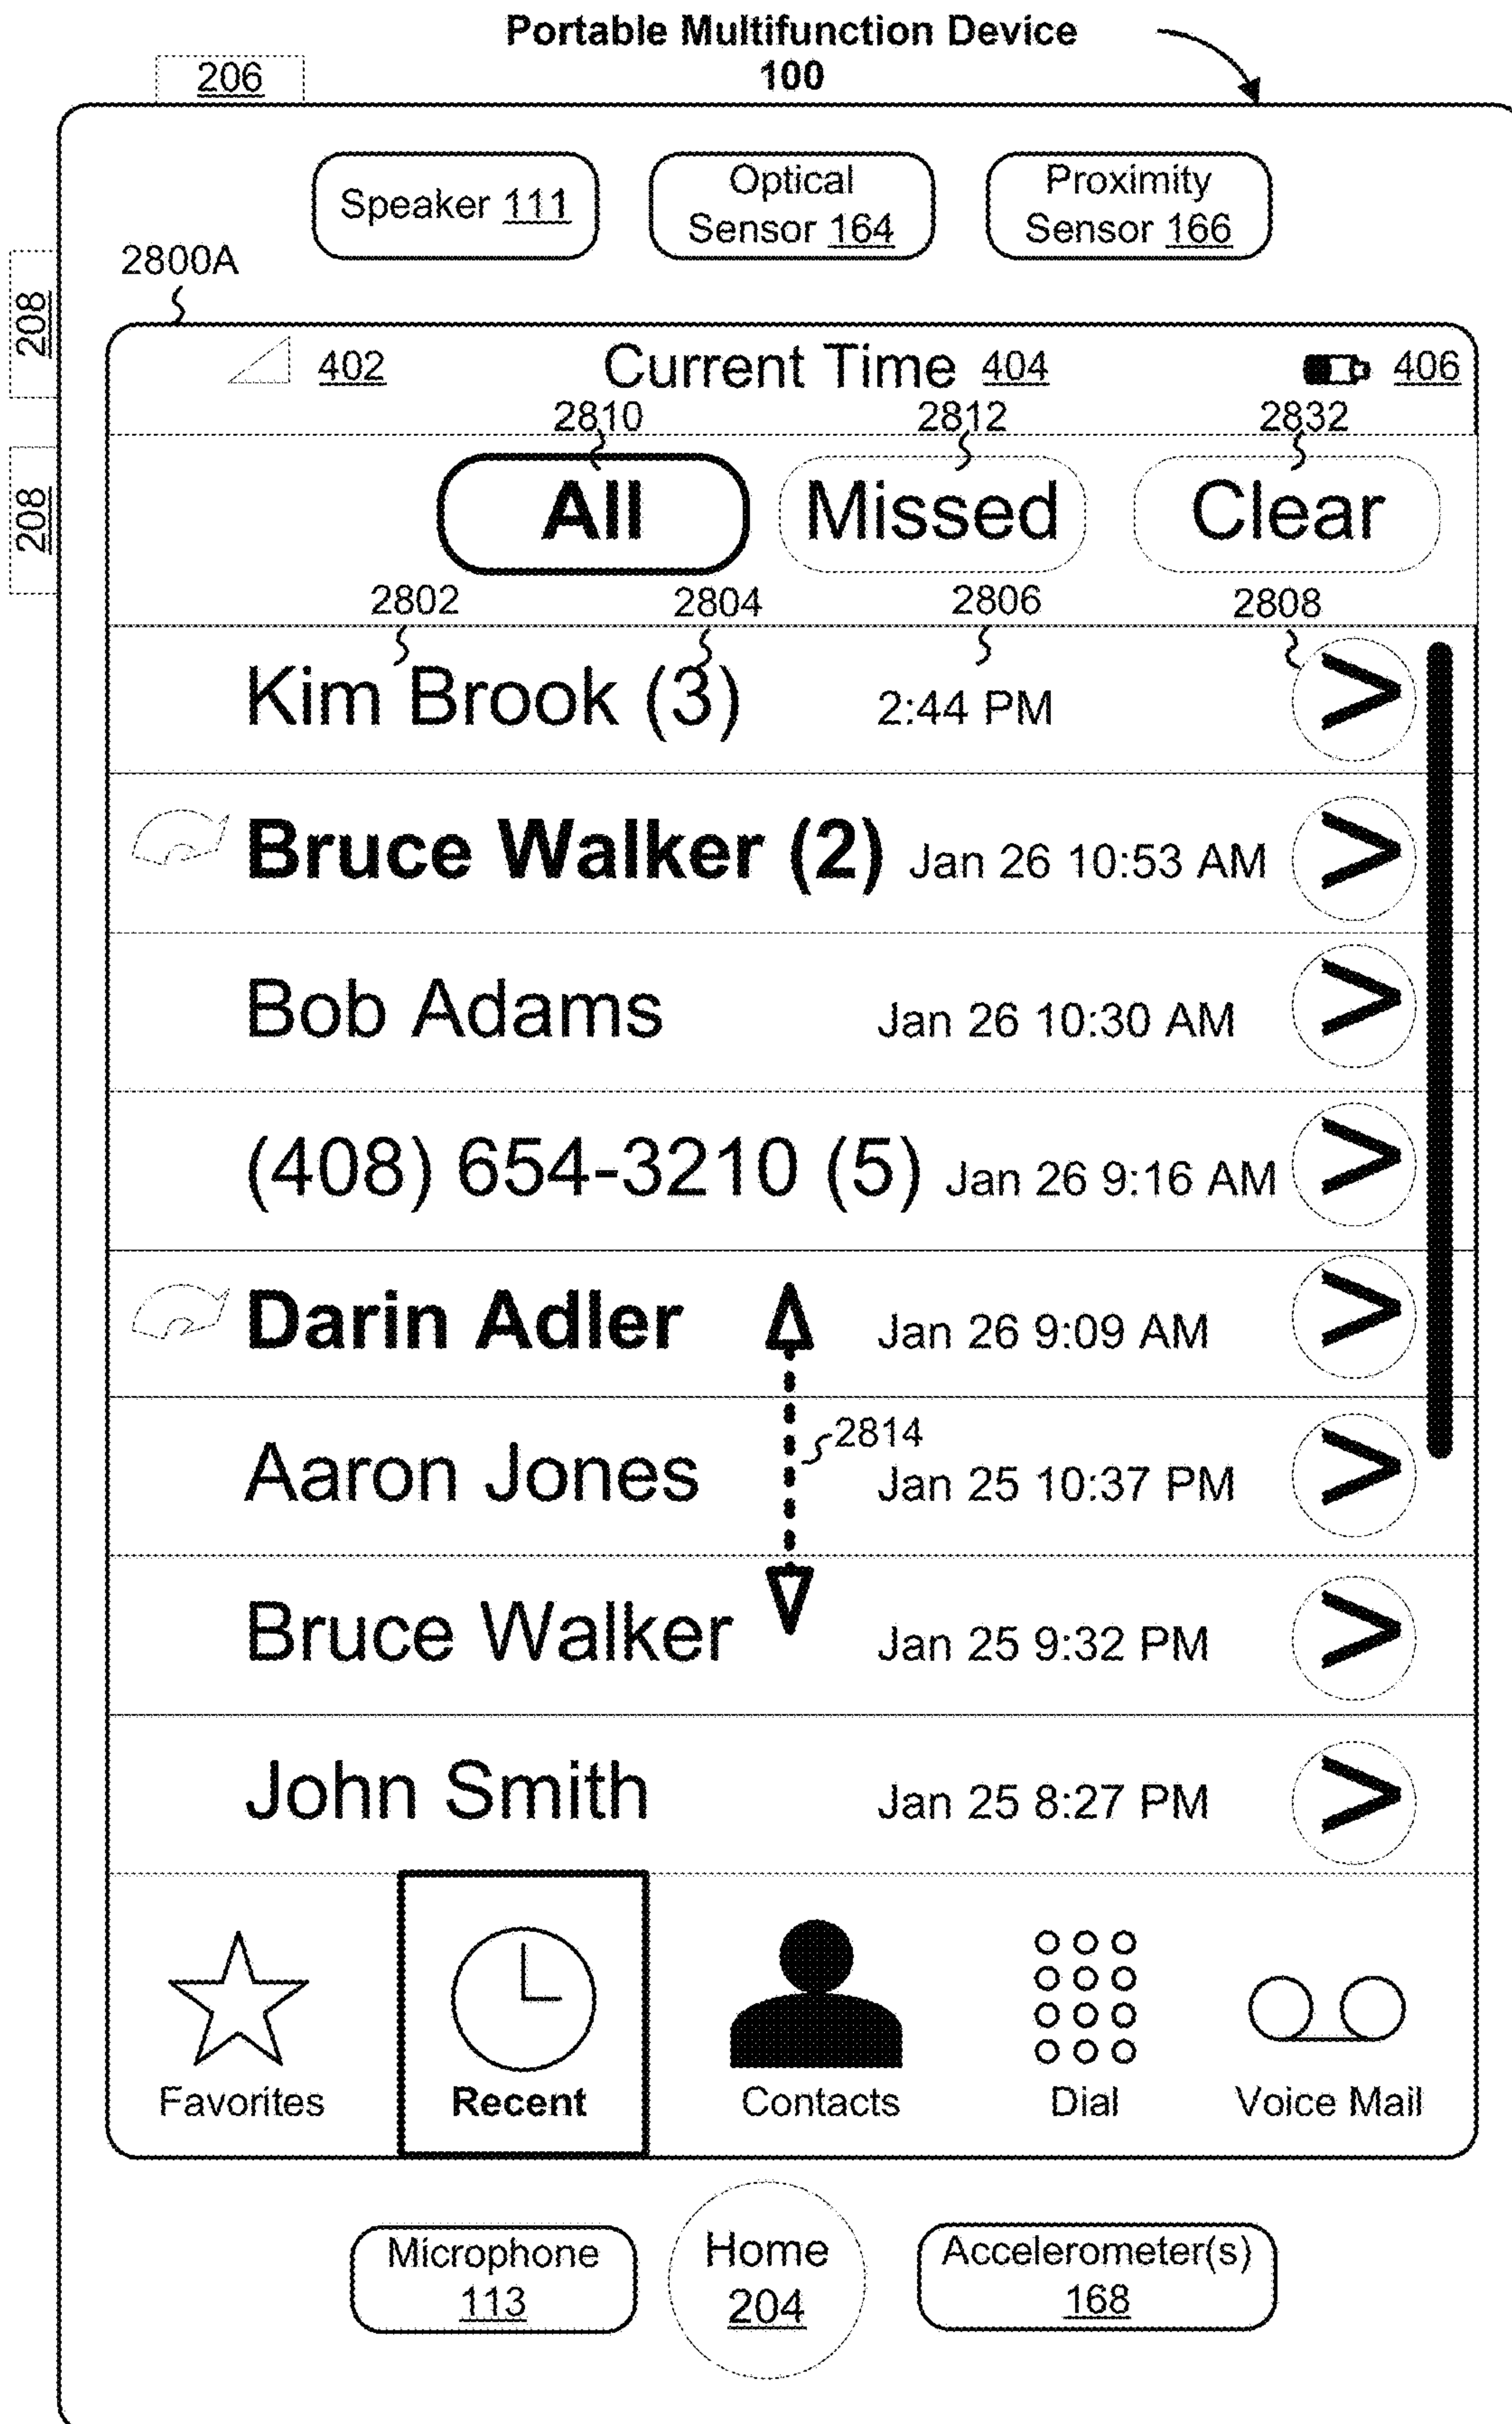 Portable Multifunction Device
100
206
Speaker 111
Optical
Sensor 164
Proximity
Sensor 166
2800A
208
208
402
Current Time 404
406
2810
2812
2832
All
Missed
Clear
2802
2804
2806
2808
Kim Brook (3) 2:44 PM >
Bruce Walker (2) Jan 26 10:53 AM >
Bob Adams Jan 26 10:30 AM >
(408) 654-3210 (5) Jan 26 9:16 AM >
Darin Adler Jan 26 9:09 AM >
2814
Aaron Jones Jan 25 10:37 PM >
Bruce Walker Jan 25 9:32 PM >
John Smith Jan 25 8:27 PM >
Favorites
Recent
Contacts
Dial
Voice Mail
Microphone
113
Home
204
Accelerometer(s)
168